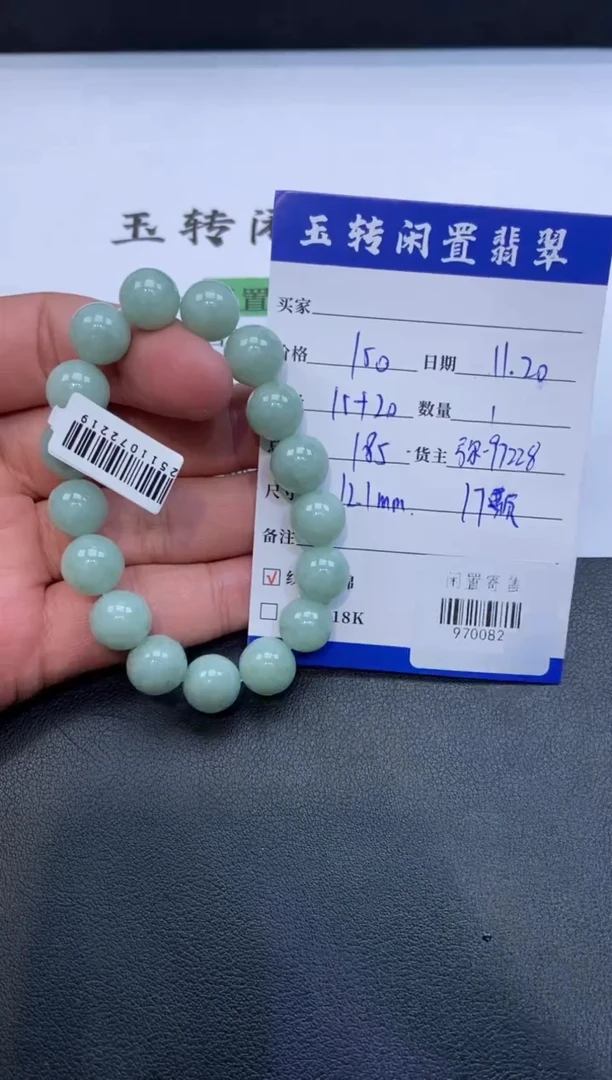 玉转闲
置
玉转闲置翡翠
买家
价格 150 日期 11.20
15+20 数量 1
185 货主 97228
尺寸 12.1mm. 17颗
备注
18K
闲置寄售
970082
2511072219